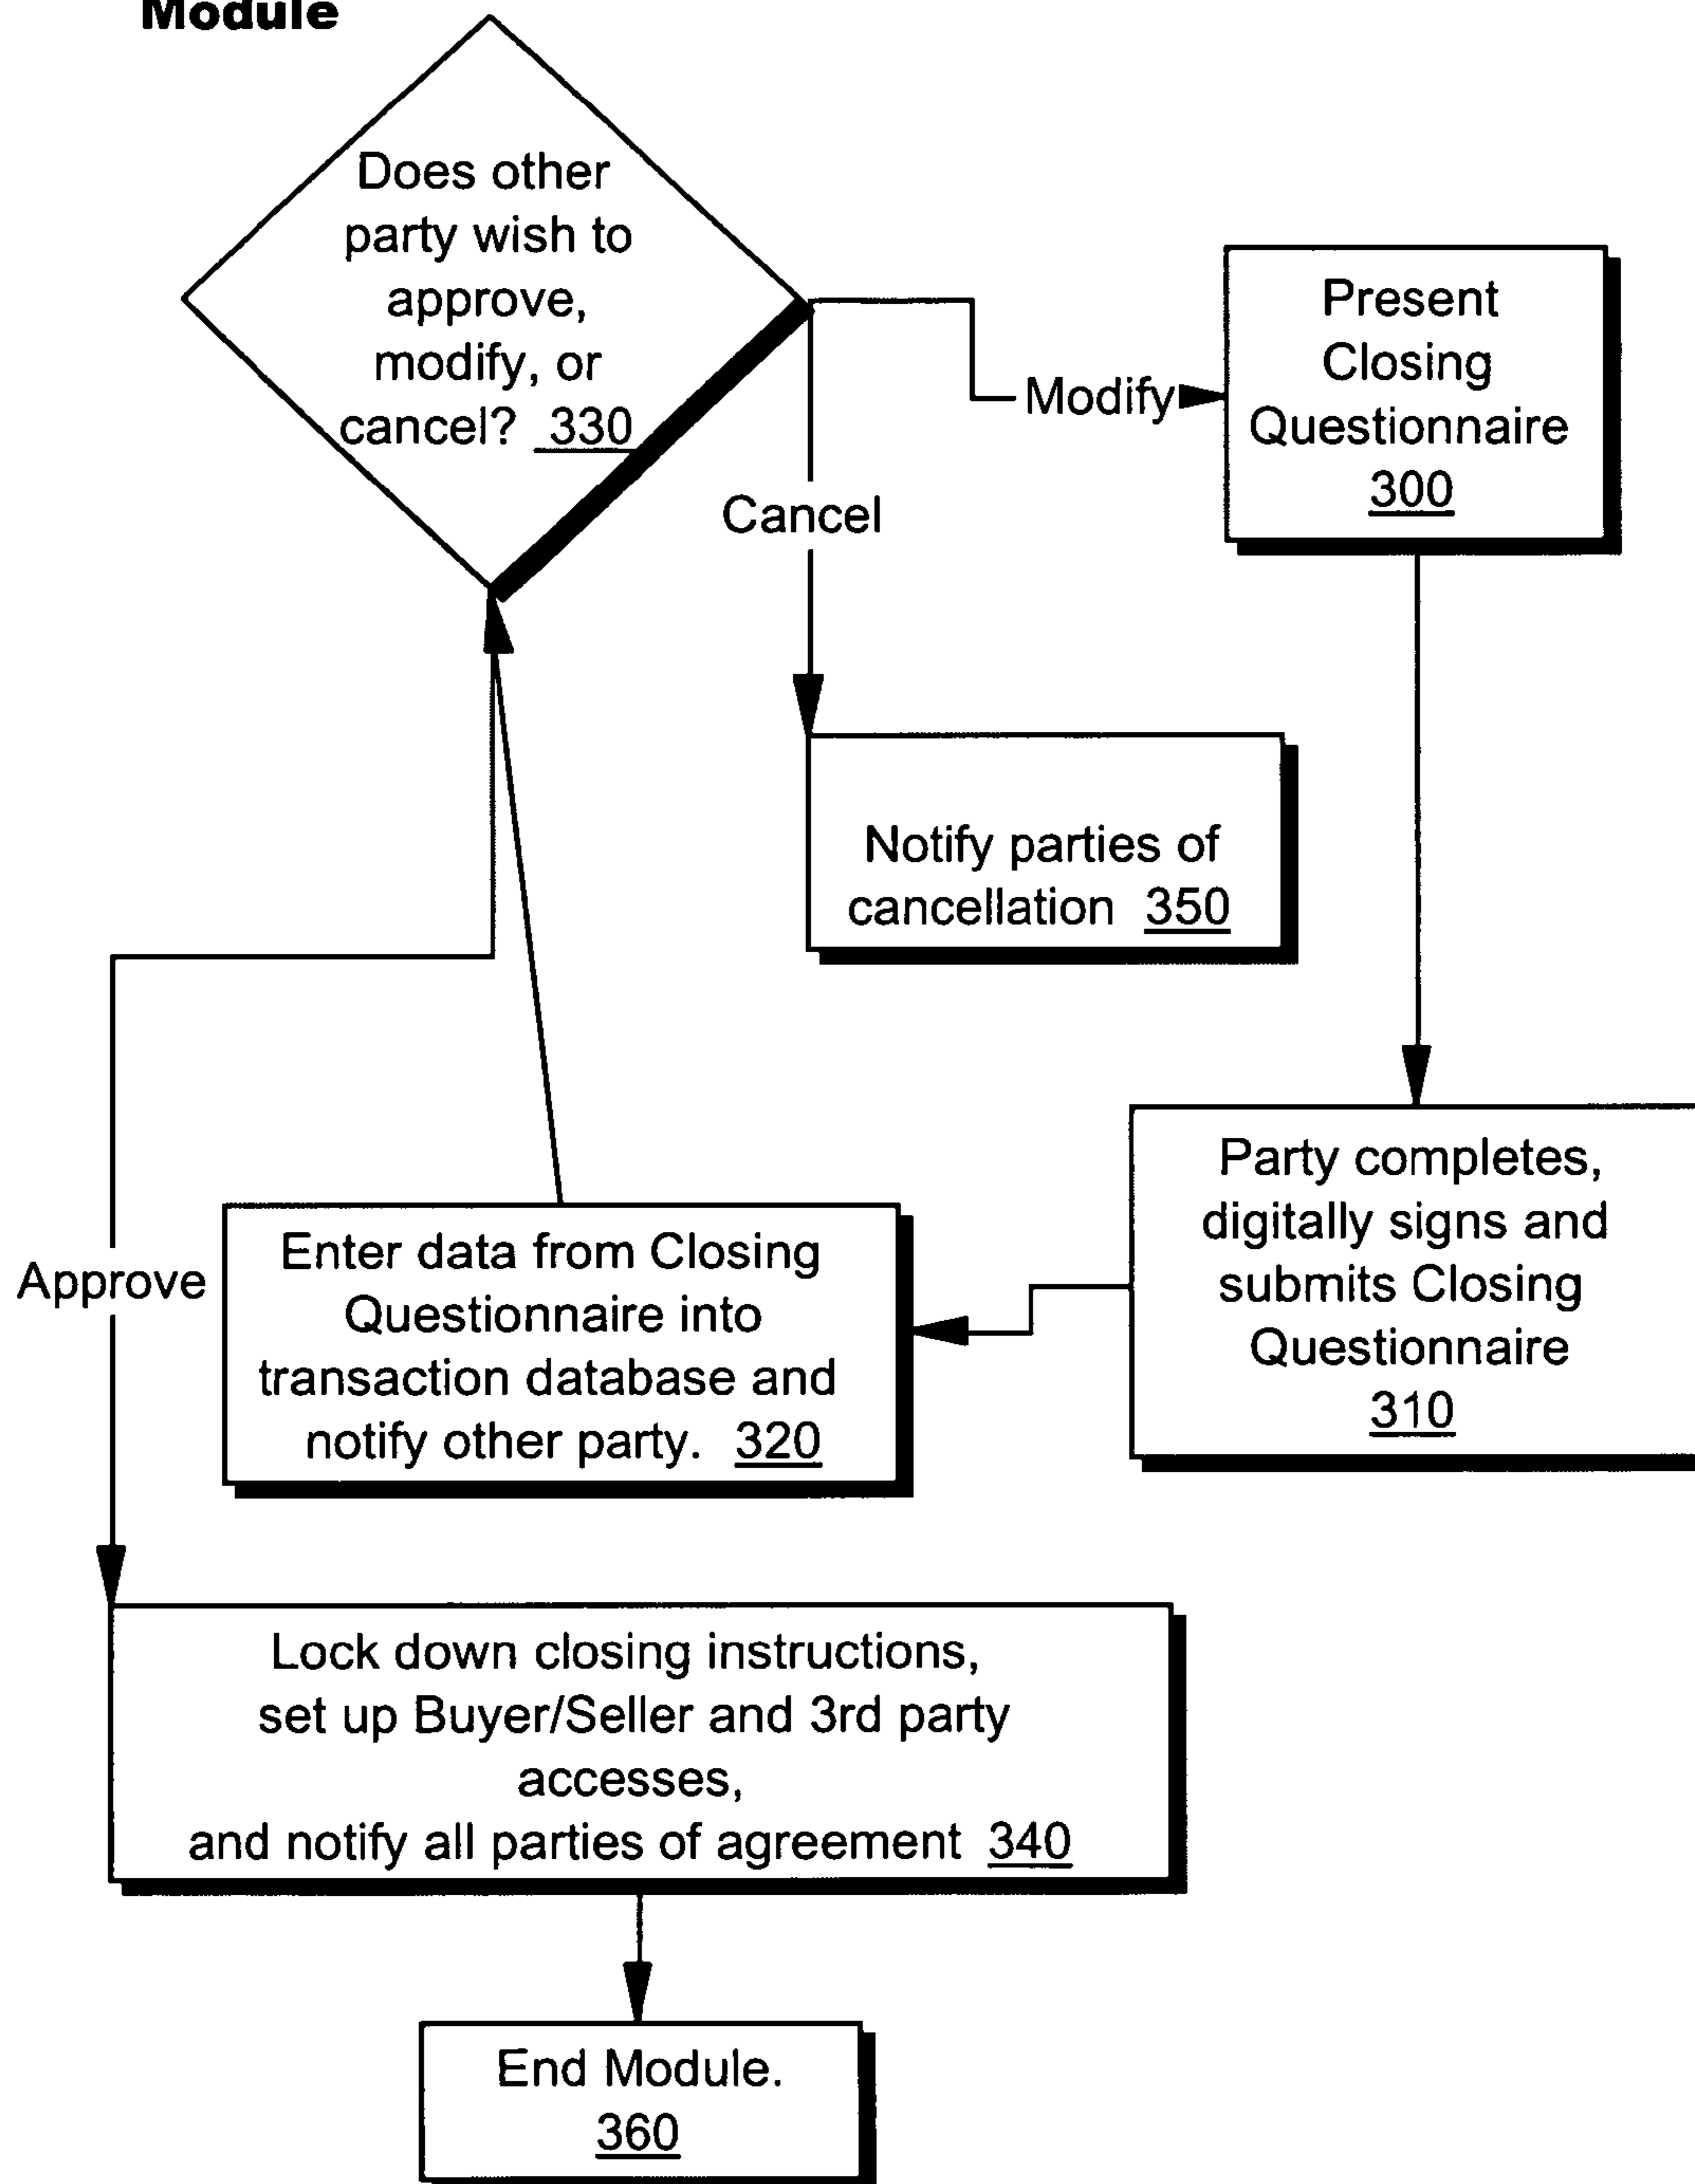 Module
Does other
party wish to
approve,
modify, or
cancel? 330
Modify
Present
Closing
Questionnaire
300
Cancel
Notify parties of
cancellation 350
Party completes,
digitally signs and
submits Closing
Questionnaire
310
Enter data from Closing
Questionnaire into
transaction database and
notify other party. 320
Approve
Lock down closing instructions,
set up Buyer/Seller and 3rd party
accesses,
and notify all parties of agreement 340
End Module.
360